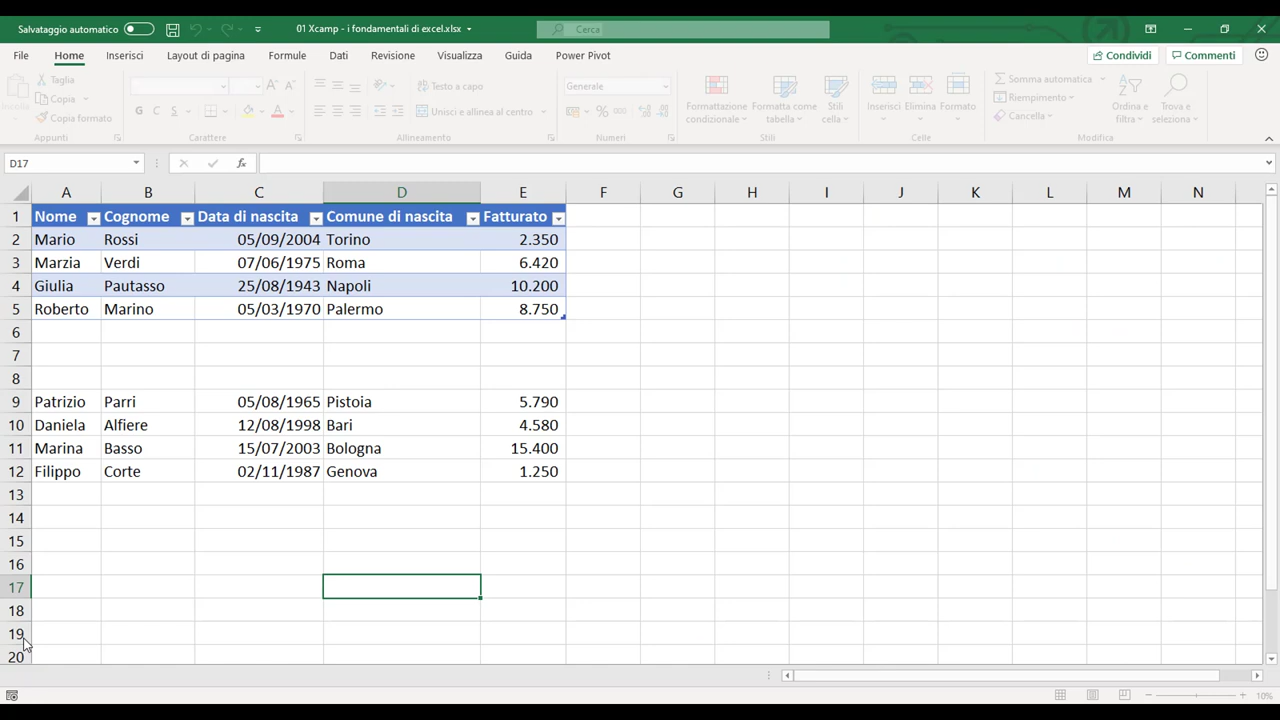 Salvataggio automatico 01 Xcamp - i fondamentali di excel.xlsx Cerca
File Home Inserisci Layout di pagina Formule Dati Revisione Visualizza Guida Power Pivot Condividi Commenti
Incolla Taglia Copia Copia formato
G C S A A Testo a capo Unisci e allinea al centro
Generale % 000
Formattazione condizionale Formatta come tabella Stili cella
Inserisci Elimina Formato
Somma automatica Riempimento Cancella
Ordina e filtra Trova e seleziona
Appunti Carattere Allineamento Numeri Stili Celle Modifica
D17 fx
A B C D E F G H I J K L M N
1 Nome Cognome Data di nascita Comune di nascita Fatturato
2 Mario Rossi 05/09/2004 Torino 2.350
3 Marzia Verdi 07/06/1975 Roma 6.420
4 Giulia Pautasso 25/08/1943 Napoli 10.200
5 Roberto Marino 05/03/1970 Palermo 8.750
6
7
8
9 Patrizio Parri 05/08/1965 Pistoia 5.790
10 Daniela Alfiere 12/08/1998 Bari 4.580
11 Marina Basso 15/07/2003 Bologna 15.400
12 Filippo Corte 02/11/1987 Genova 1.250
13
14
15
16
17
18
19
20
10%